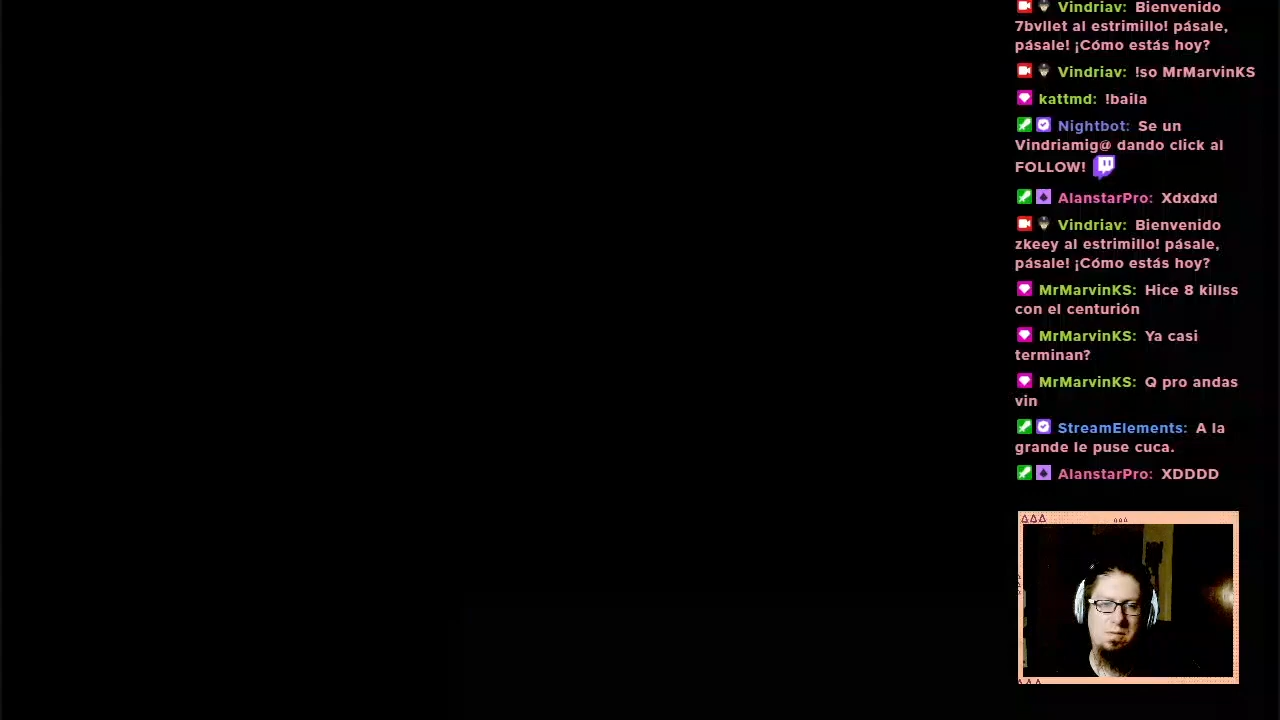 Vindriav: Bienvenido
7bvllet al estrimillo! pásale,
pásale! ¡Cómo estás hoy?
Vindriav: !so MrMarvinKS
kattmd: !baila
Nightbot: Se un
Vindriamig@ dando click al
FOLLOW!
AlanstarPro: Xdxdxd
Vindriav: Bienvenido
zkeey al estrimillo! pásale,
pásale! ¡Cómo estás hoy?
MrMarvinKS: Hice 8 killss
con el centurión
MrMarvinKS: Ya casi
terminan?
MrMarvinKS: Q pro andas
vin
StreamElements: A la
grande le puse cuca.
AlanstarPro: XDDDD